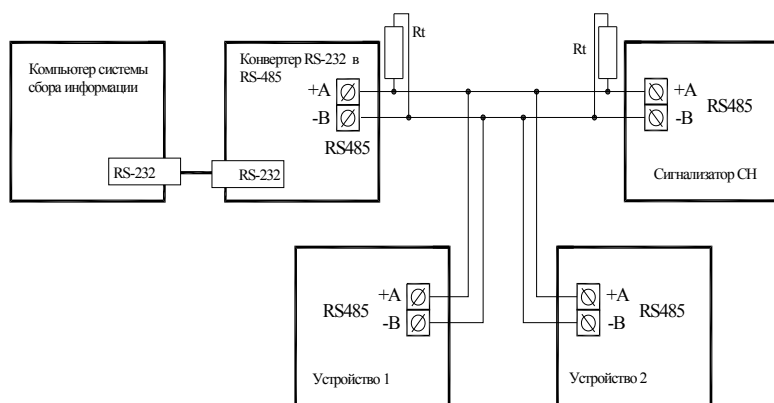 Компьютер системы
сбора информации
RS-232
Конвертер RS-232 в
RS-485
+A
-B
RS485
RS-232
Rt
Rt
+A
-B
RS485
Сигнализатор СН
+A
-B
RS485
Устройство 1
+A
-B
RS485
Устройство 2